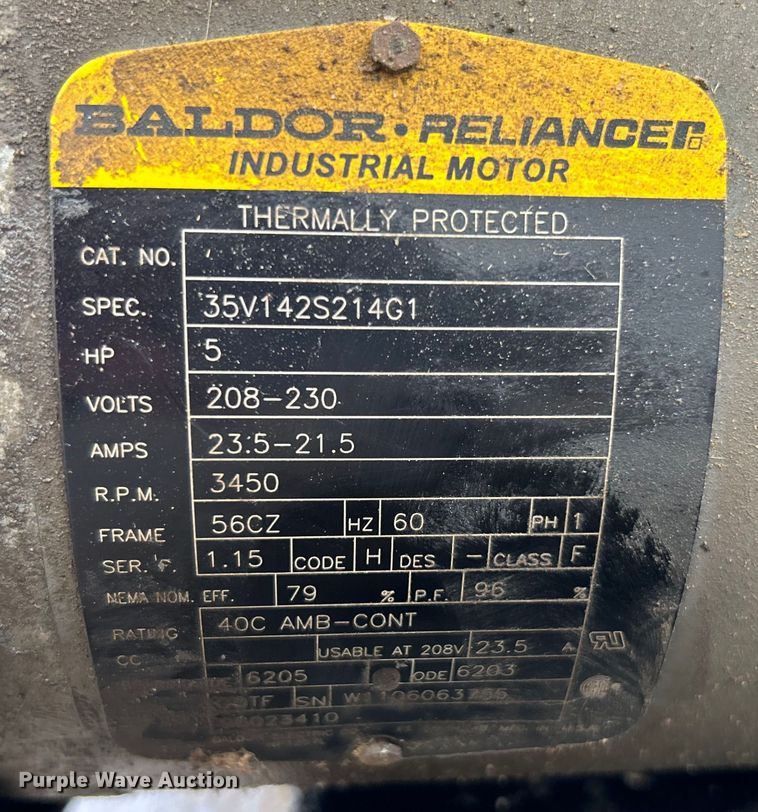 BALDOR • RELIANCER
INDUSTRIAL MOTOR
THERMALLY PROTECTED
CAT. NO.
SPEC. 35V142S214G1
HP 5
VOLTS 208-230
AMPS 23.5-21.5
R.P.M. 3450
FRAME 56CZ HZ 60 PH 1
SER. F. 1.15 CODE H DES - CLASS F
NEMA NOM. EFF. 79 % P.F. 96 %
RATING 40C AMB-CONT
CC USABLE AT 208V 23.5 A
6205 ODE 6203
SN
Purple Wave Auction